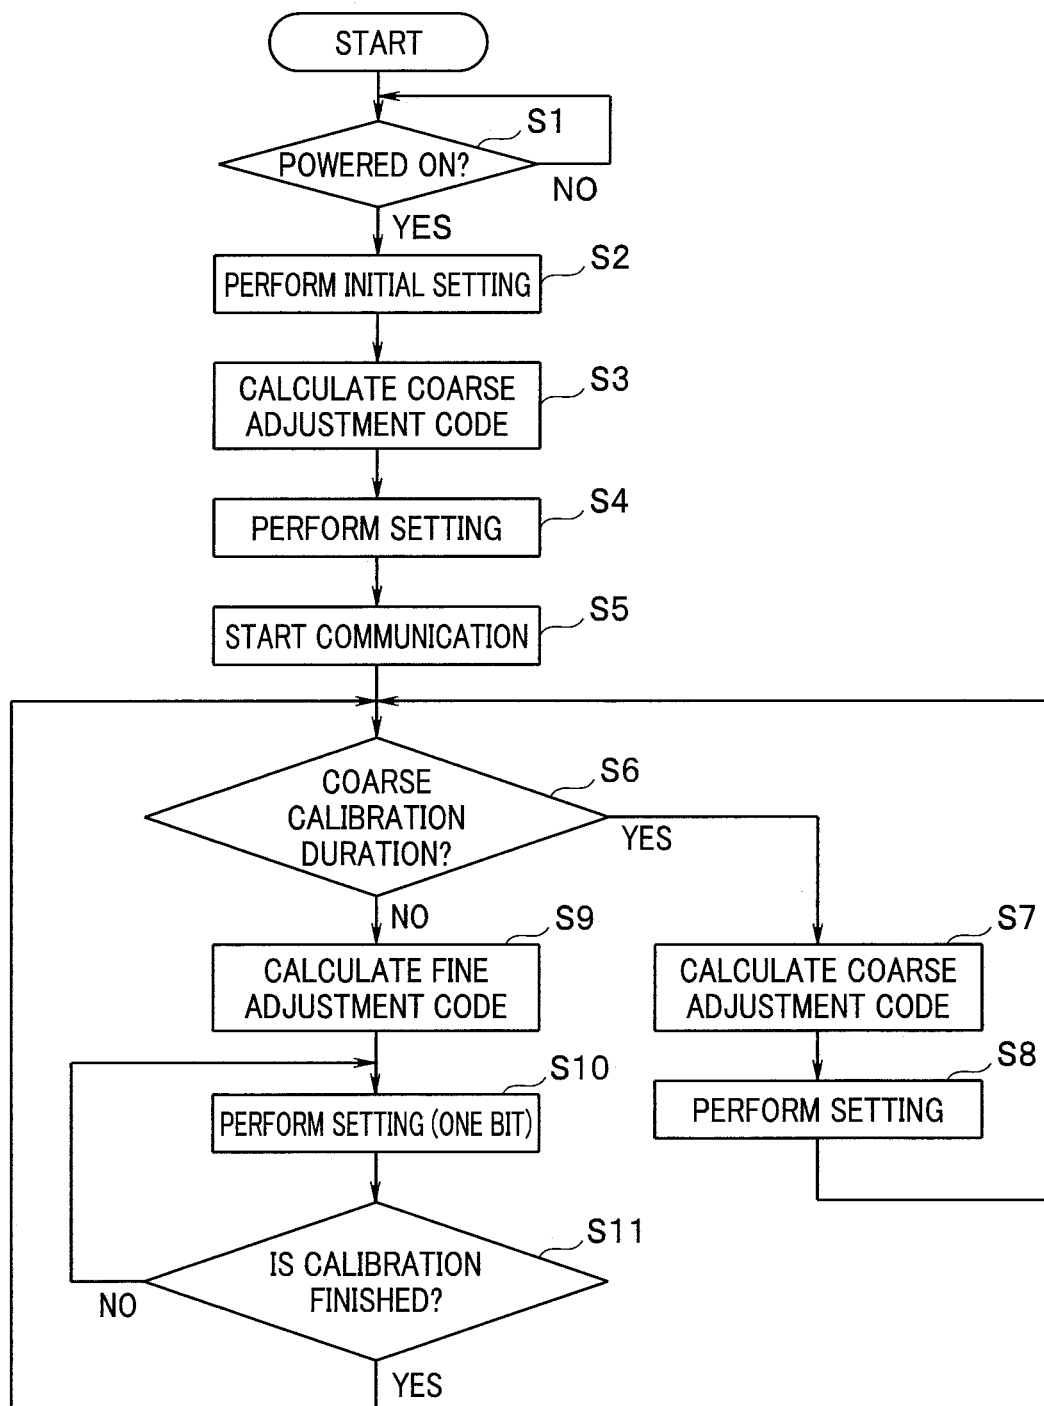 START
S1
POWERED ON?
NO
YES
S2
PERFORM INITIAL SETTING
S3
CALCULATE COARSE
ADJUSTMENT CODE
S4
PERFORM SETTING
S5
START COMMUNICATION
S6
COARSE
CALIBRATION
DURATION?
YES
NO
S9
CALCULATE FINE
ADJUSTMENT CODE
S7
CALCULATE COARSE
ADJUSTMENT CODE
S10
PERFORM SETTING (ONE BIT)
S8
PERFORM SETTING
S11
IS CALIBRATION
FINISHED?
NO
YES